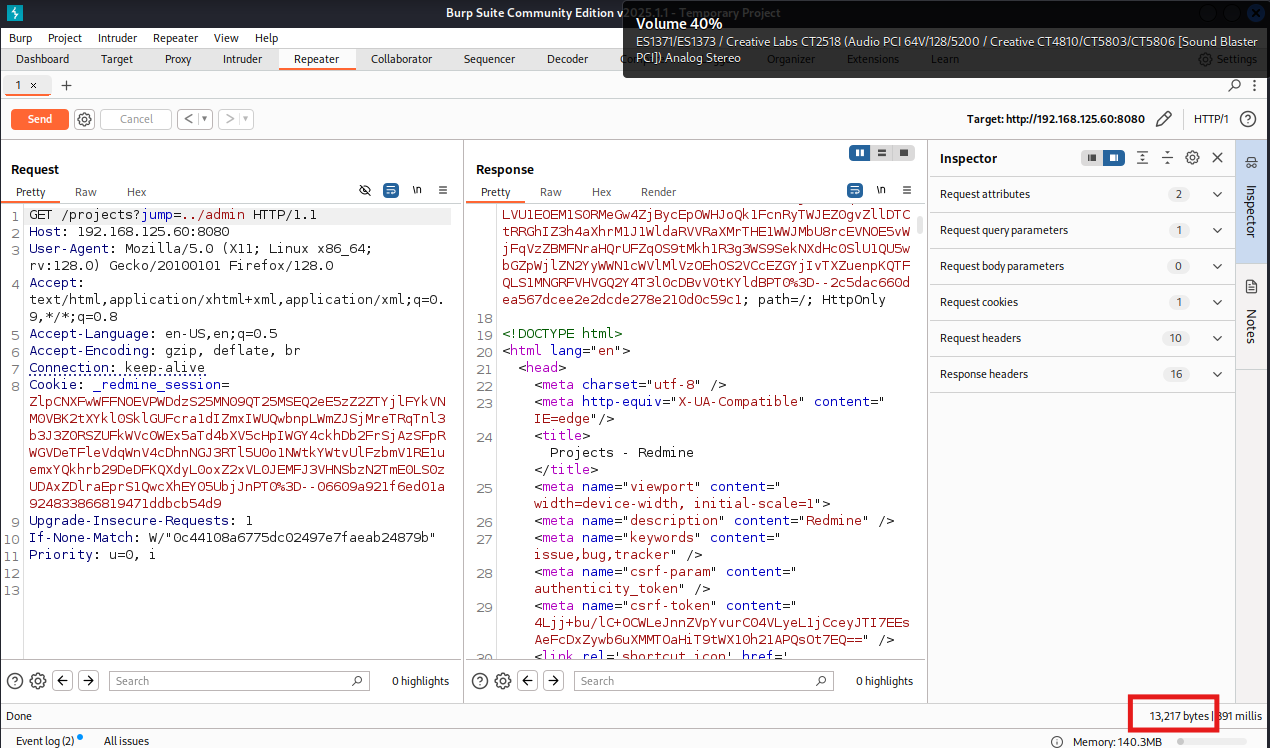 Burp Suite Community Edition v2025.1.1 - Temporary Project
Volume 40%
ES1371/ES1373 / Creative Labs CT2518 (Audio PCI 64V/128/5200 / Creative CT4810/CT5803/CT5806 [Sound Blaster
PCI]) Analog Stereo
Burp Project Intruder Repeater View Help
Dashboard Target Proxy Intruder Repeater Collaborator Sequencer Decoder Organizer Extensions Learn Settings
1 × +
Send Cancel < > Target: http://192.168.125.60:8080 HTTP/1
Request
Pretty Raw Hex \n
1 GET /projects?jump=../admin HTTP/1.1
2 Host: 192.168.125.60:8080
3 User-Agent: Mozilla/5.0 (X11; Linux x86_64;
rv:128.0) Gecko/20100101 Firefox/128.0
4 Accept:
text/html,application/xhtml+xml,application/xml;q=0.
9,*/*;q=0.8
5 Accept-Language: en-US,en;q=0.5
6 Accept-Encoding: gzip, deflate, br
7 Connection: keep-alive
8 Cookie: _redmine_session=
9 Upgrade-Insecure-Requests: 1
10 If-None-Match: W/"0c44108a6775dc02497e7faeab24879b"
11 Priority: u=0, i
12
13
Search 0 highlights
Response
Pretty Raw Hex Render \n
dea567dcee2e2dcde278e210d0c59c1; path=/; HttpOnly
18
19 <!DOCTYPE html>
20 <html lang="en">
21 <head>
22 <meta charset="utf-8" />
23 <meta http-equiv="X-UA-Compatible" content="
IE=edge"/>
24 <title>
Projects - Redmine
</title>
25 <meta name="viewport" content="
width=device-width, initial-scale=1">
26 <meta name="description" content="Redmine" />
27 <meta name="keywords" content="
issue,bug,tracker" />
28 <meta name="csrf-param" content="
authenticity_token" />
29 <meta name="csrf-token" content="
30 <link rel='shortcut icon' href='
Search 0 highlights
Inspector
Request attributes 2
Request query parameters 1
Request body parameters 0
Request cookies 1
Request headers 10
Response headers 16
Inspector
Notes
Done 13,217 bytes | 391 millis
Event log (2) All issues Memory: 140.3MB